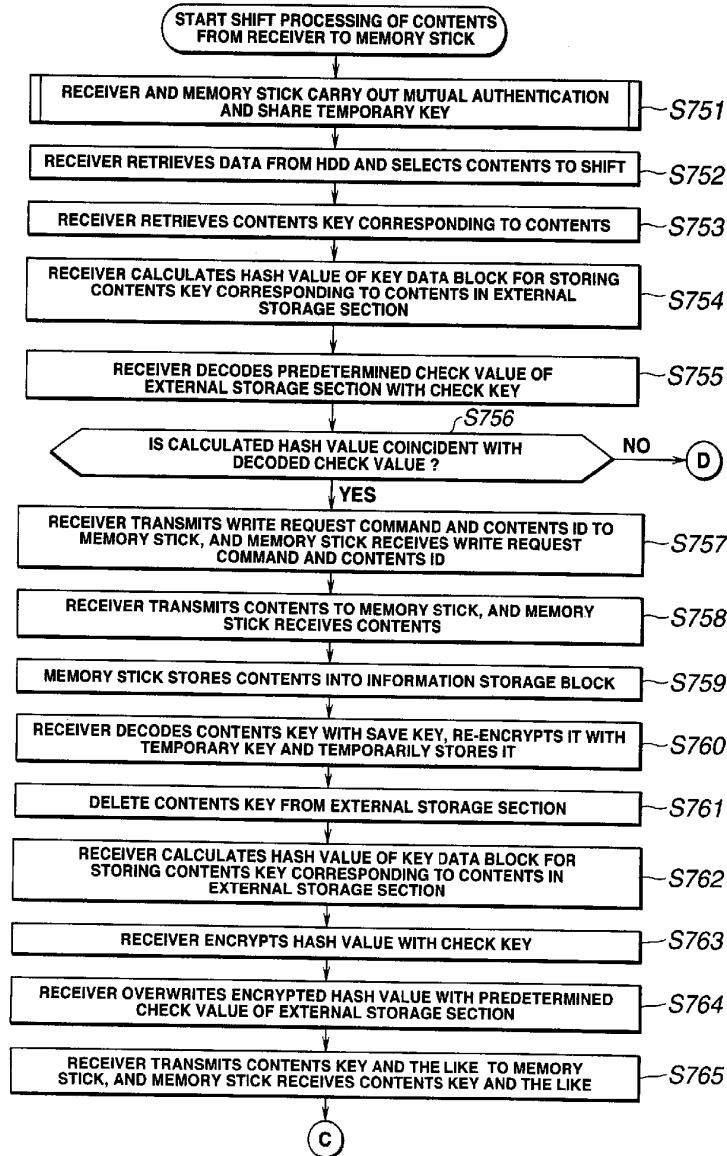 START SHIFT PROCESSING OF CONTENTS
FROM RECEIVER TO MEMORY STICK
RECEIVER AND MEMORY STICK CARRY OUT MUTUAL AUTHENTICATION
AND SHARE TEMPORARY KEY
S751
RECEIVER RETRIEVES DATA FROM HDD AND SELECTS CONTENTS TO SHIFT
S752
RECEIVER RETRIEVES CONTENTS KEY CORRESPONDING TO CONTENTS
S753
RECEIVER CALCULATES HASH VALUE OF KEY DATA BLOCK FOR STORING
CONTENTS KEY CORRESPONDING TO CONTENTS IN EXTERNAL
STORAGE SECTION
S754
RECEIVER DECODES PREDETERMINED CHECK VALUE OF
EXTERNAL STORAGE SECTION WITH CHECK KEY
S755
S756
IS CALCULATED HASH VALUE COINCIDENT WITH
DECODED CHECK VALUE ?
NO
D
YES
RECEIVER TRANSMITS WRITE REQUEST COMMAND AND CONTENTS ID TO
MEMORY STICK, AND MEMORY STICK RECEIVES WRITE REQUEST
COMMAND AND CONTENTS ID
S757
RECEIVER TRANSMITS CONTENTS TO MEMORY STICK, AND MEMORY
STICK RECEIVES CONTENTS
S758
MEMORY STICK STORES CONTENTS INTO INFORMATION STORAGE BLOCK
S759
RECEIVER DECODES CONTENTS KEY WITH SAVE KEY, RE-ENCRYPTS IT WITH
TEMPORARY KEY AND TEMPORARILY STORES IT
S760
DELETE CONTENTS KEY FROM EXTERNAL STORAGE SECTION
S761
RECEIVER CALCULATES HASH VALUE OF KEY DATA BLOCK FOR
STORING CONTENTS KEY CORRESPONDING TO CONTENTS IN
EXTERNAL STORAGE SECTION
S762
RECEIVER ENCRYPTS HASH VALUE WITH CHECK KEY
S763
RECEIVER OVERWRITES ENCRYPTED HASH VALUE WITH PREDETERMINED
CHECK VALUE OF EXTERNAL STORAGE SECTION
S764
RECEIVER TRANSMITS CONTENTS KEY AND THE LIKE TO MEMORY
STICK, AND MEMORY STICK RECEIVES CONTENTS KEY AND THE LIKE
S765
C